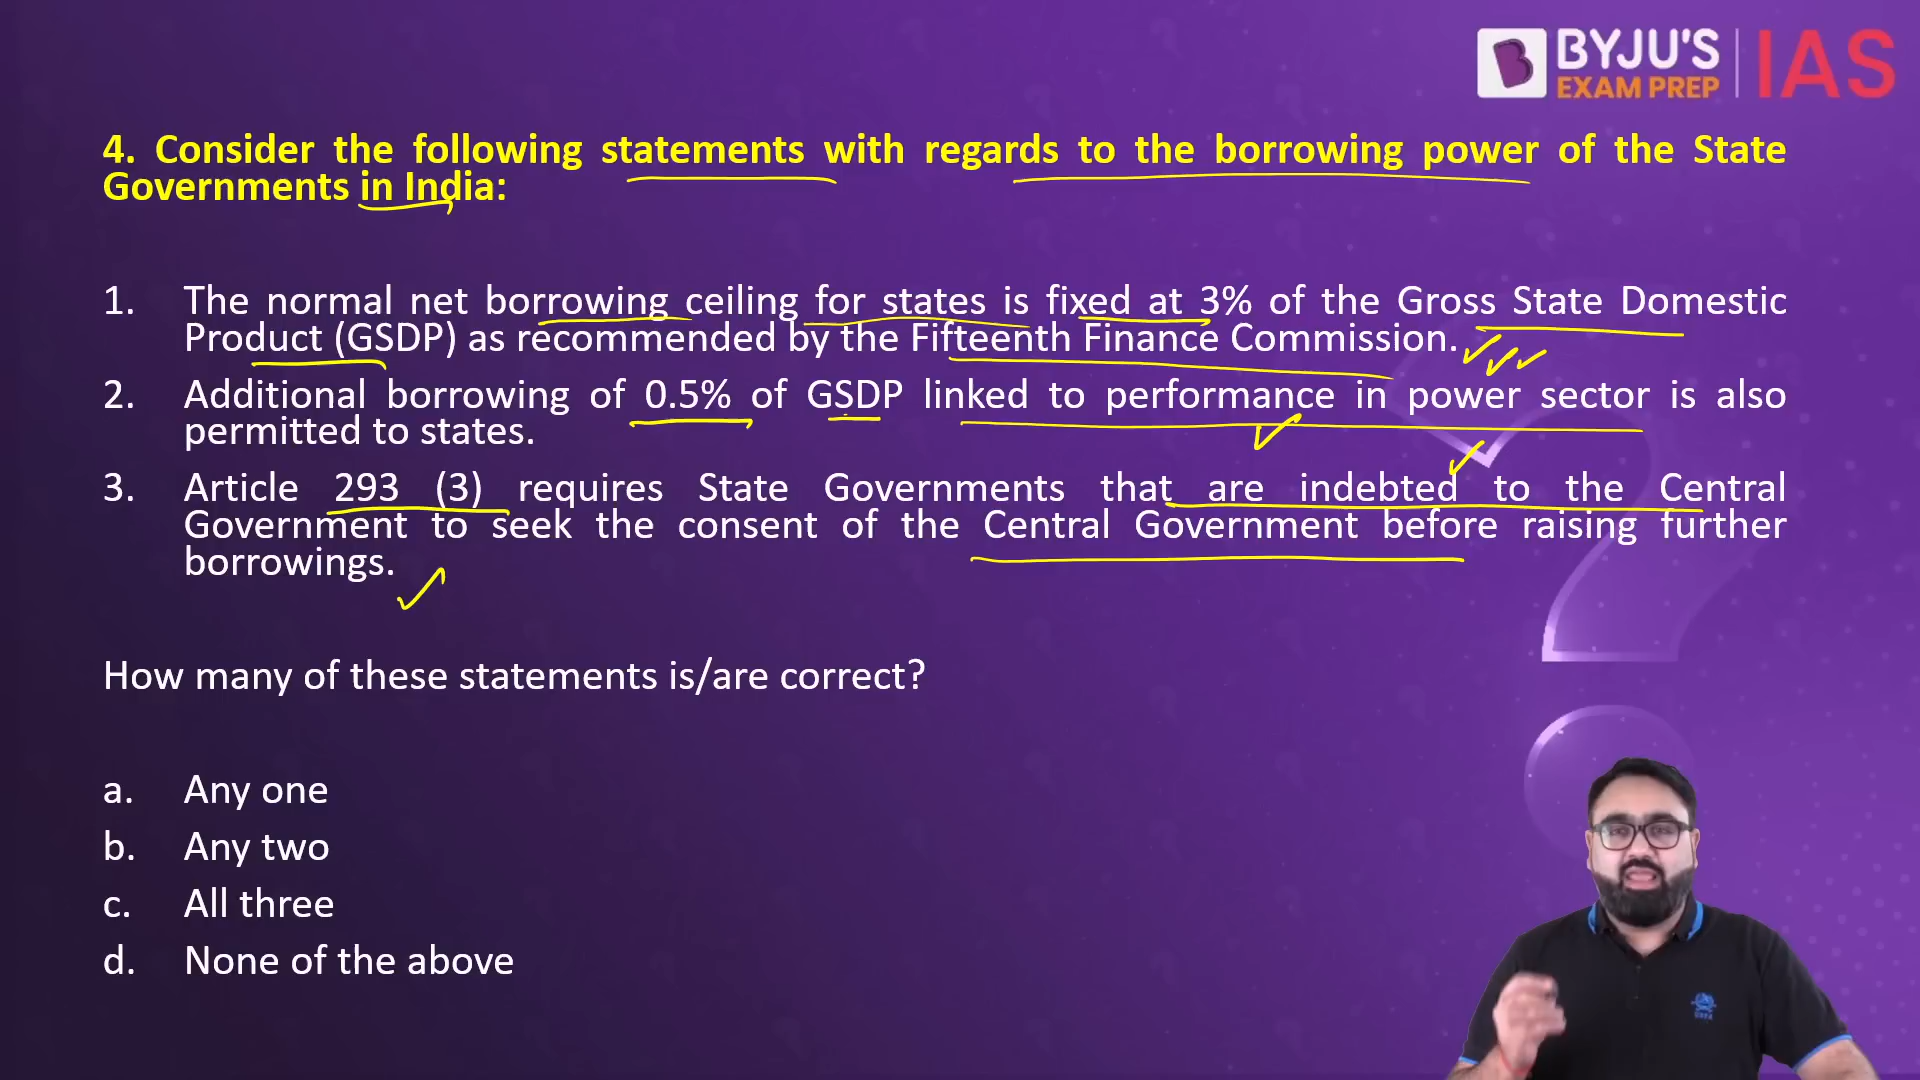 BYJU'S
EXAM PREP
IAS
4. Consider the following statements with regards to the borrowing power of the State
Governments in India:
1. The normal net borrowing ceiling for states is fixed at 3% of the Gross State Domestic
Product (GSDP) as recommended by the Fifteenth Finance Commission.
2. Additional borrowing of 0.5% of GSDP linked to performance in power sector is also
permitted to states.
3. Article 293 (3) requires State Governments that are indebted to the Central
Government to seek the consent of the Central Government before raising further
borrowings.
How many of these statements is/are correct?
a. Any one
b. Any two
c. All three
d. None of the above